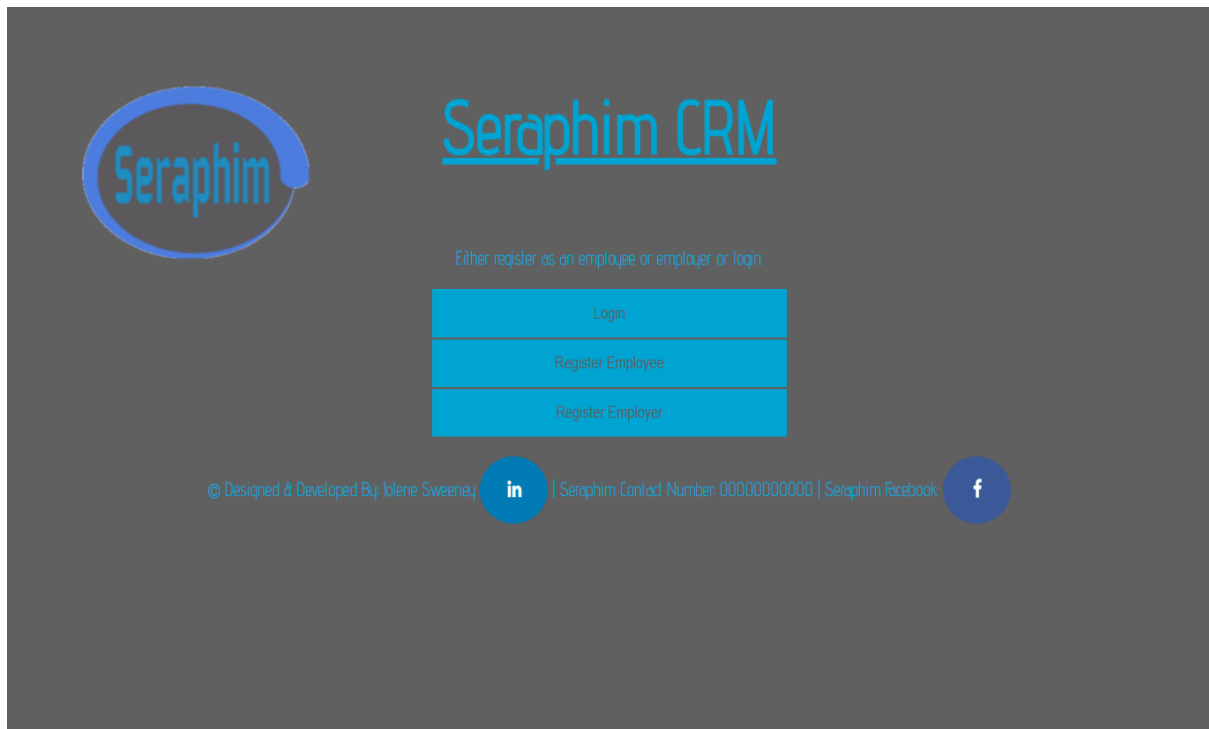 Seraphim CRM
Seraphim
Either register as an employee or employer or login.
Login
Register Employee
Register Employer
© Designed & Developed By: Jolene Sweeney in | Seraphim Contact Number: 00000000000 | Seraphim Facebook: f